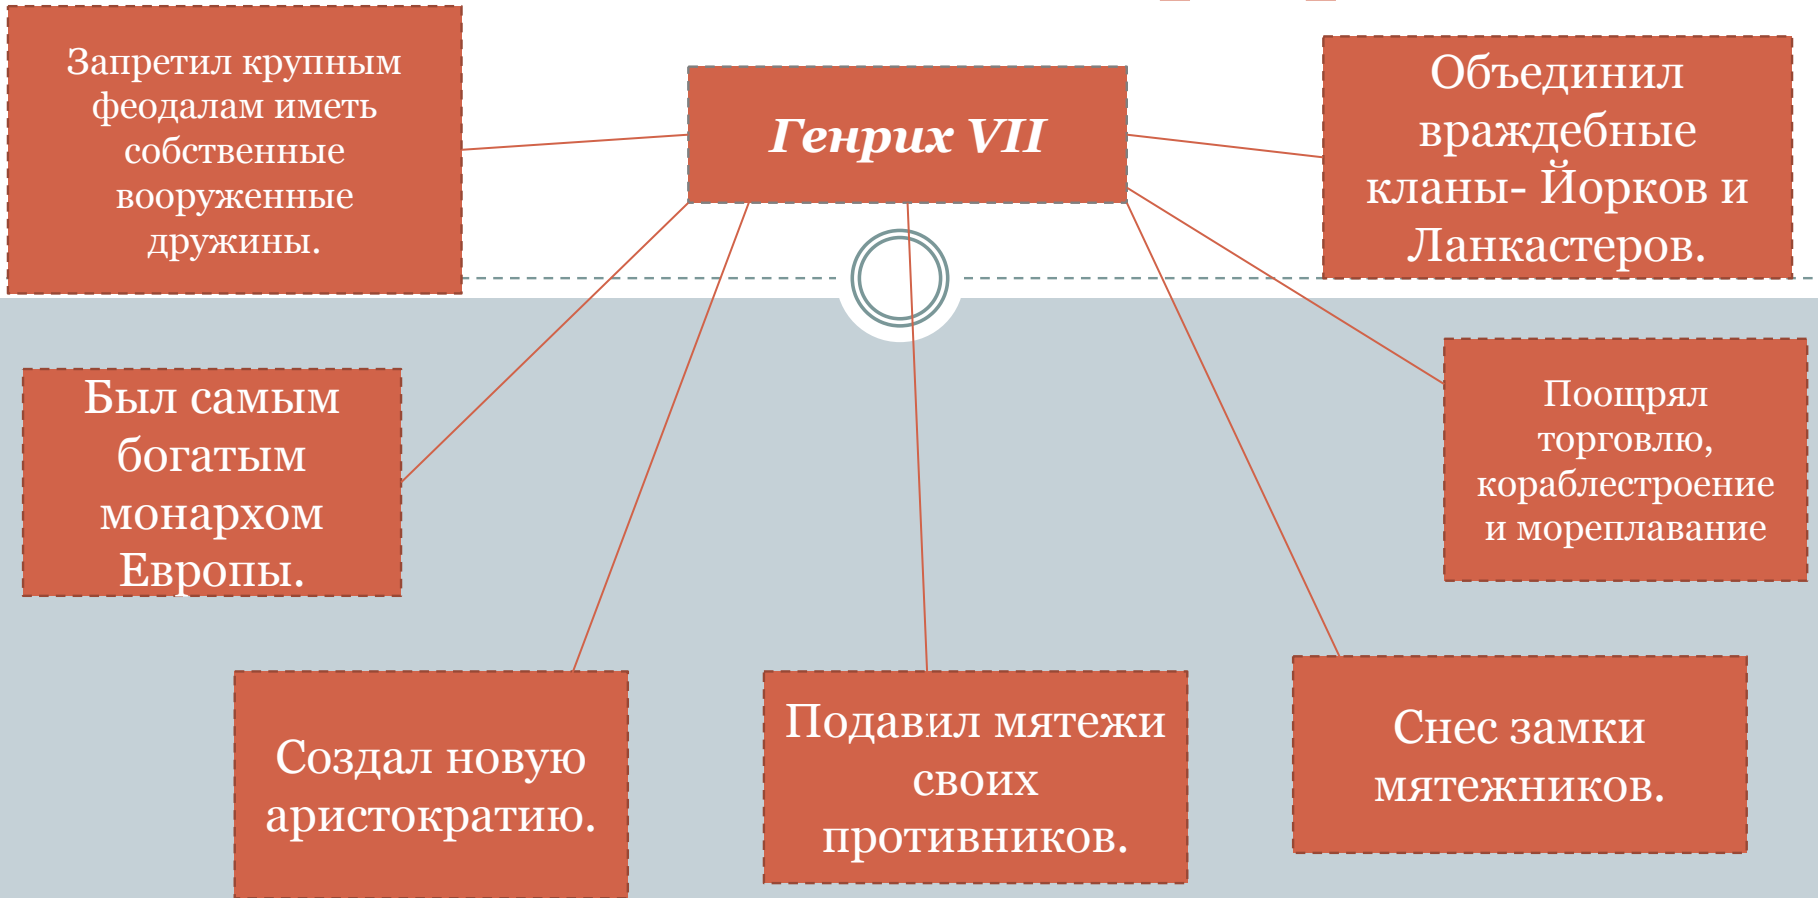 Запретил крупным
феодалам иметь
собственные
вооруженные
дружины.
Генрих VII
Объединил
враждебные
кланы- Йорков и
Ланкастеров.
Был самым
богатым
монархом
Европы.
Поощрял
торговлю,
кораблестроение
и мореплавание
Создал новую
аристократию.
Подавил мятежи
своих
противников.
Снес замки
мятежников.